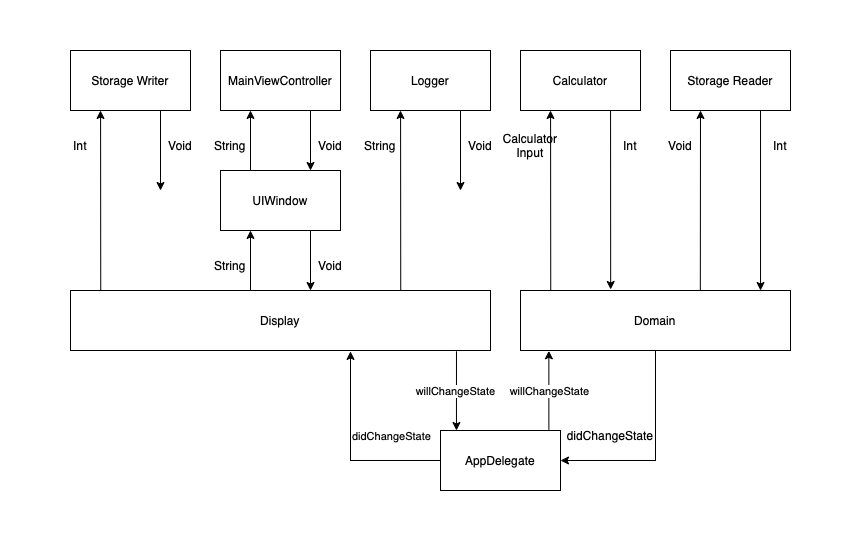 Storage Writer
MainViewController
Logger
Calculator
Storage Reader
Int
Void
String
Void
String
Void
Calculator
Input
Int
Void
Int
UIWindow
String
Void
Display
Domain
willChangeState
willChangeState
didChangeState
didChangeState
AppDelegate